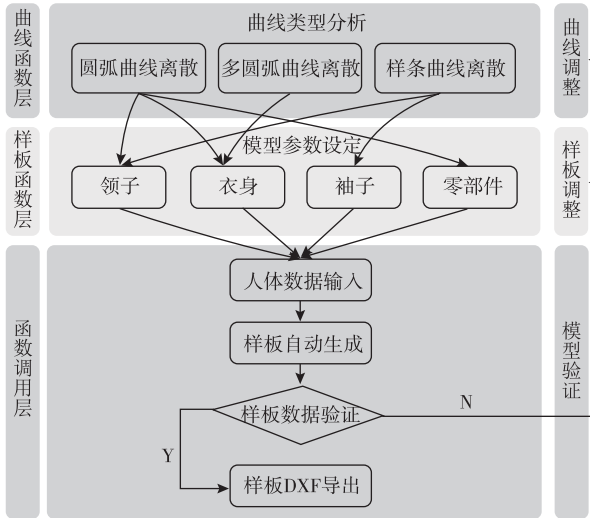 曲线函数层
曲线类型分析
圆弧曲线离散
多圆弧曲线离散
样条曲线离散
曲线调整
样板函数层
模型参数设定
领子
衣身
袖子
零部件
样板调整
函数调用层
人体数据输入
样板自动生成
样板数据验证
N
Y
样板DXF导出
模型验证